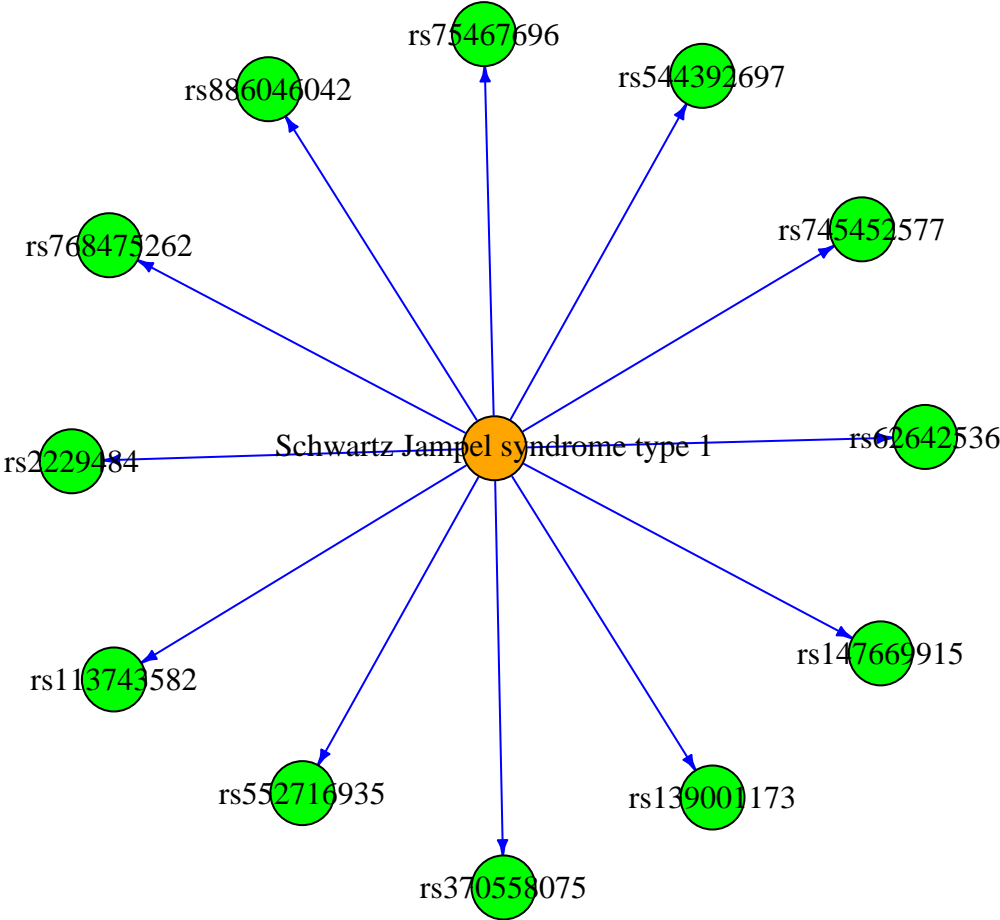 rs75467696
rs544392697
rs886046042
rs745452577
rs768475262
rs62642536
Schwartz Jampel syndrome type 1
rs2229484
rs147669915
rs113743582
rs552716935
rs139001173
rs370558075